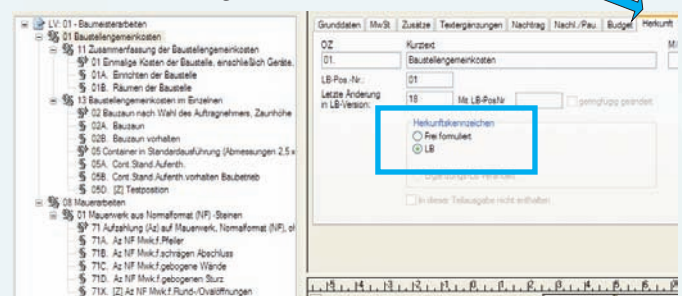 LV: 01 - Baumeisterarbeiten
01 Baustellengemeinkosten
11 Zusammenfassung der Baustellengemeinkosten
01 Einmalige Kosten der Baustelle, einschließlich Geräte.
01A. Einrichten der Baustelle
01B. Räumen der Baustelle
13 Baustellengemeinkosten im Einzelnen
02 Bauzaun nach Wahl des Auftragnehmers, Zaunhöhe
02A. Bauzaun
02B. Bauzaun vorhalten
05 Container in Standardausführung (Abmessungen 2,5 x
05A. Cont.Stand.Aufenth.
05B. Cont.Stand.Aufenth.vorhalten Baubetrieb
05D. [Z] Testposition
08 Mauerarbeiten
01 Mauerwerk aus Normalformat (NF) -Steinen
71 Aufzahlung (Az) auf Mauerwerk, Normalformat (NF), oh
71A. Az NF Mwk.f.Pfeiler
71B. Az NF Mwk.f.schrägen Abschluss
71C. Az NF Mwk.f.gebogene Wände
71D. Az NF Mwk.f.gebogenen Sturz
71X. [Z] Az NF Mwk.f.Rund-/Ovalöffnungen
Grunddaten MwSt Zusätze Textergänzungen Nachtrag Nachl./Pau. Budget Herkunft
OZ Kurztext
01. Baustellengemeinkosten
LB-Pos.-Nr.: 01
Letzte Änderung in LB-Version: 18 Mit LB-PosNr geringfügig geändert
Herkunftskennzeichen
Frei formuliert
LB
In dieser Teilausgabe nicht enthalten